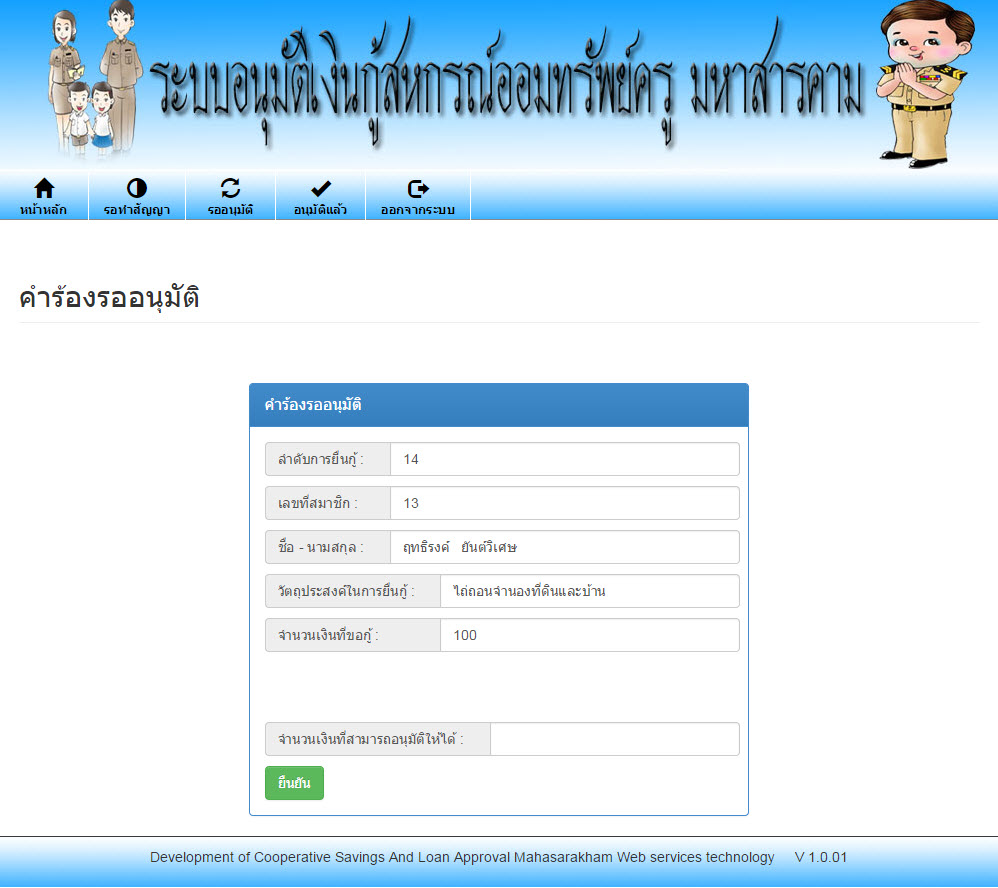 ระบบอนุมัติเงินกู้สหกรณ์ออมทรัพย์ครู มหาสารคาม
หน้าหลัก รอทำสัญญา รออนุมัติ อนุมัติแล้ว ออกจากระบบ
คำร้องรออนุมัติ
คำร้องรออนุมัติ
ลำดับการยื่นกู้ : 14
เลขที่สมาชิก : 13
ชื่อ - นามสกุล : ฤทธิรงค์ ยันต์วิเศษ
วัตถุประสงค์ในการยื่นกู้ : ไถ่ถอนจำนองที่ดินและบ้าน
จำนวนเงินที่ขอกู้ : 100
จำนวนเงินที่สามารถอนุมัติให้ได้ :
ยืนยัน
Development of Cooperative Savings And Loan Approval Mahasarakham Web services technology V 1.0.01